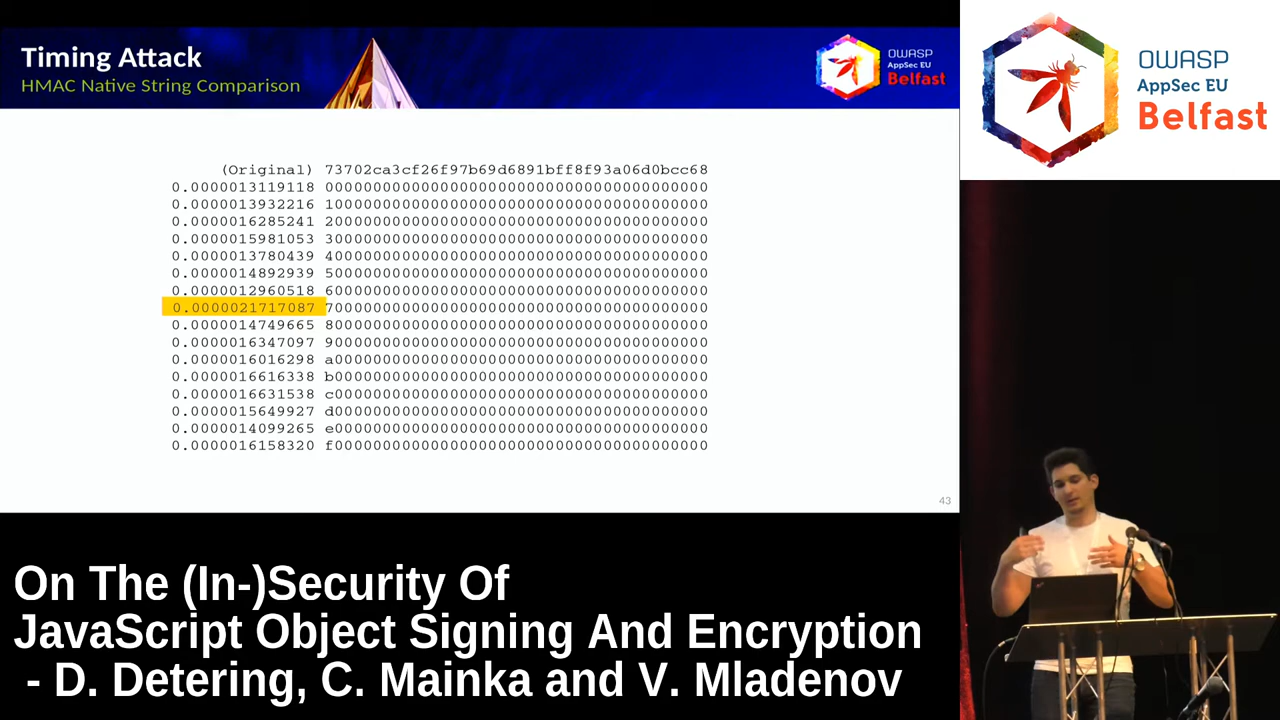 Timing Attack
HMAC Native String Comparison
OWASP
AppSec EU
Belfast
(Original) 73702ca3cf26f97b69d6891bff8f93a06d0bcc68
0.0000013119118 0000000000000000000000000000000000000000
0.0000013932216 1000000000000000000000000000000000000000
0.0000016285241 2000000000000000000000000000000000000000
0.0000015981053 3000000000000000000000000000000000000000
0.0000013780439 4000000000000000000000000000000000000000
0.0000014892939 5000000000000000000000000000000000000000
0.0000012960518 6000000000000000000000000000000000000000
0.0000021717087 7000000000000000000000000000000000000000
0.0000014749665 8000000000000000000000000000000000000000
0.0000016347097 9000000000000000000000000000000000000000
0.0000016016298 a000000000000000000000000000000000000000
0.0000016616338 b000000000000000000000000000000000000000
0.0000016631538 c000000000000000000000000000000000000000
0.0000015649927 d000000000000000000000000000000000000000
0.0000014099265 e000000000000000000000000000000000000000
0.0000016158320 f000000000000000000000000000000000000000
43
OWASP
AppSec EU
Belfast
On The (In-)Security Of
JavaScript Object Signing And Encryption
- D. Detering, C. Mainka and V. Mladenov